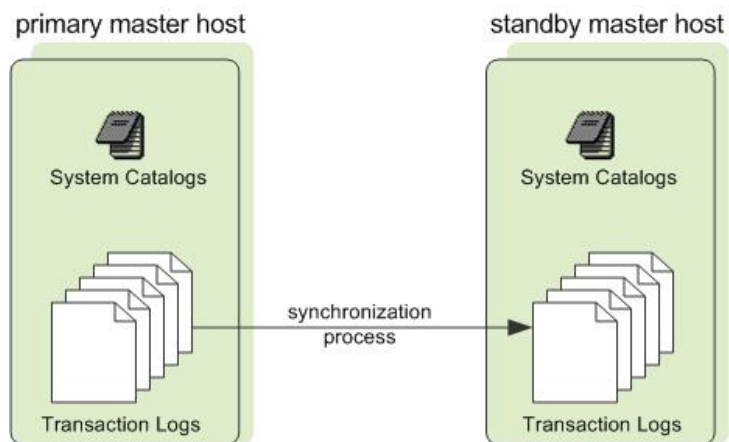 primary master host
standby master host
System Catalogs
System Catalogs
synchronization
process
Transaction Logs
Transaction Logs